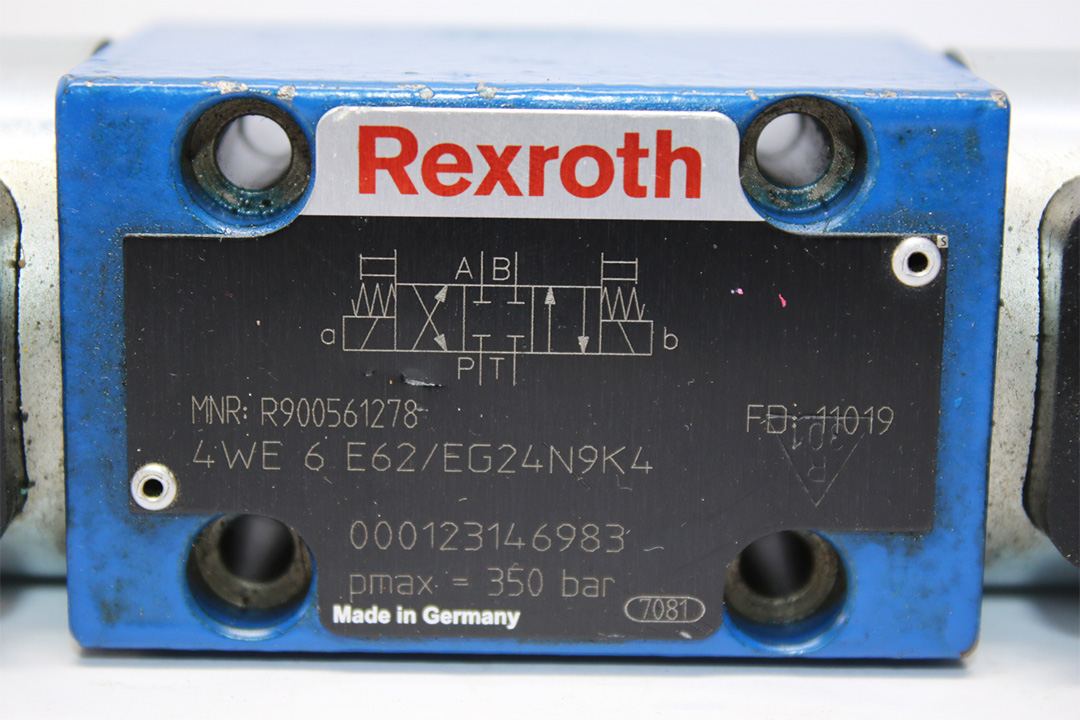 Rexroth
A B
a b
P T
MNR: R900561278
FD: 11019
4WE 6 E62/EG24N9K4
000123146983
pmax = 350 bar
Made in Germany
7081